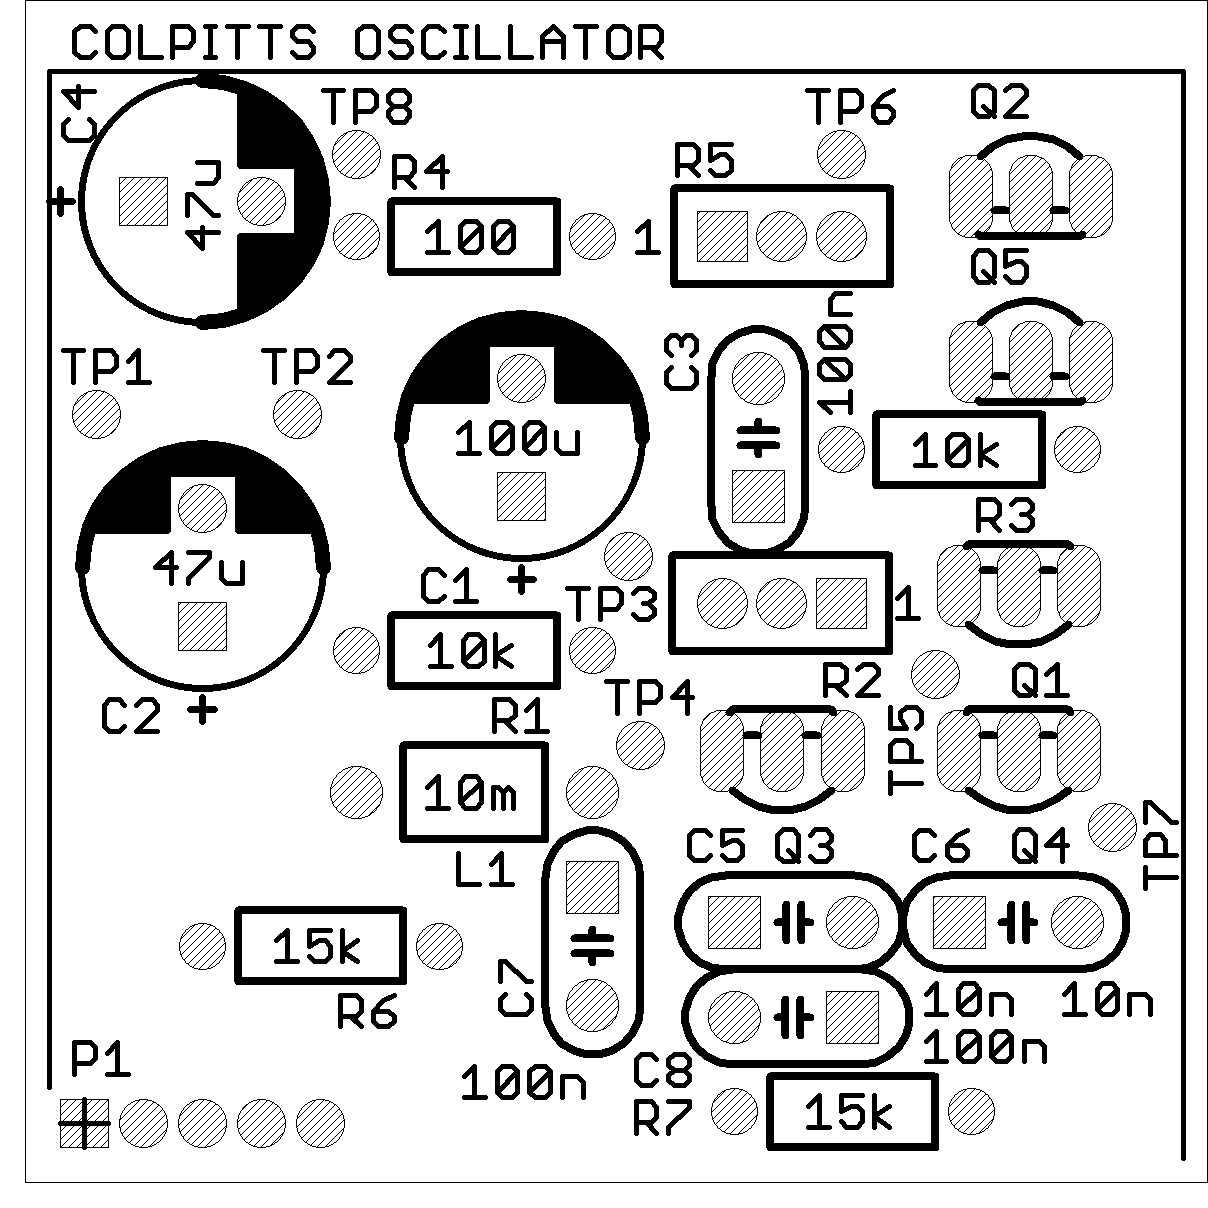 COLPITTS OSCILLATOR
C4
+
47u
TP8
R4
100
TP6
R5
1
Q2
Q5
TP1
TP2
100u
C3
100n
10k
R3
47u
C2
+
C1
+
TP3
10k
R1
1
R2
TP4
TP5
Q1
10m
L1
C5
Q3
C6
Q4
TP7
15k
R6
C7
100n
10n
10n
100n
C8
R7
15k
P1